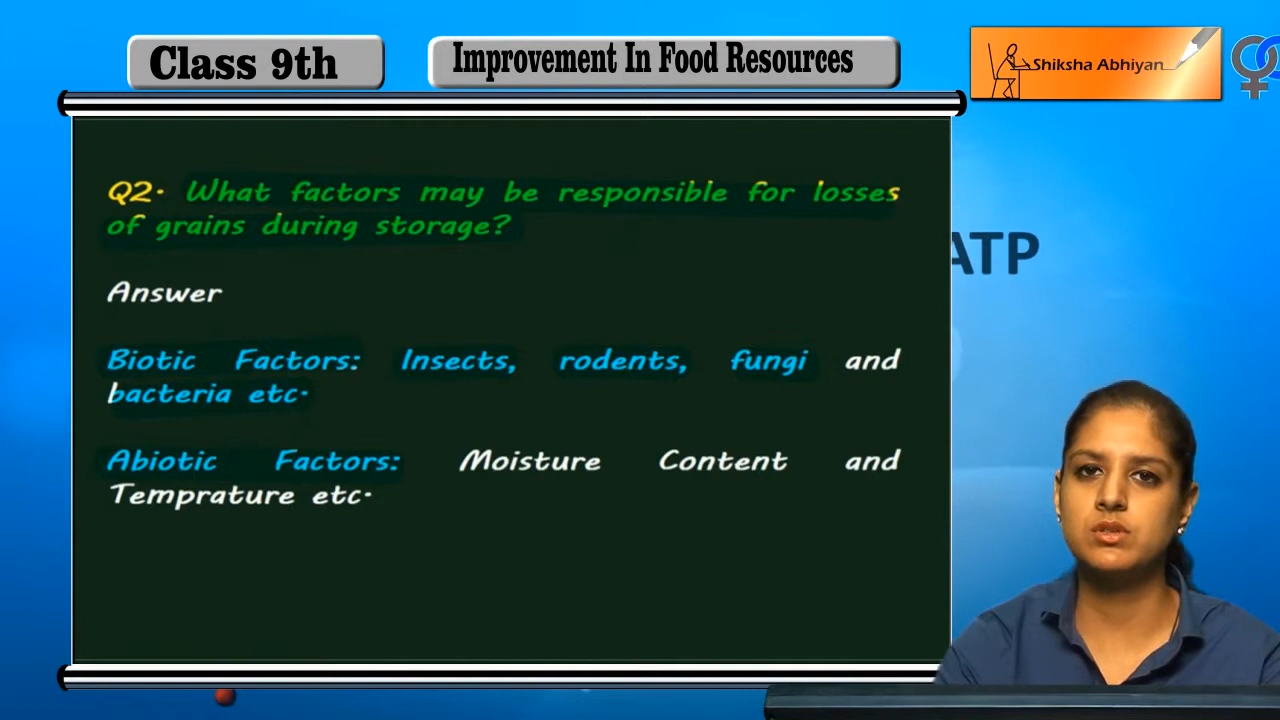 Class 9th
Improvement In Food Resources
Shiksha Abhiyan
ATP
Q2. What factors may be responsible for losses
of grains during storage?
Answer
Biotic Factors: Insects, rodents, fungi and
bacteria etc.
Abiotic Factors: Moisture Content and
Temprature etc.